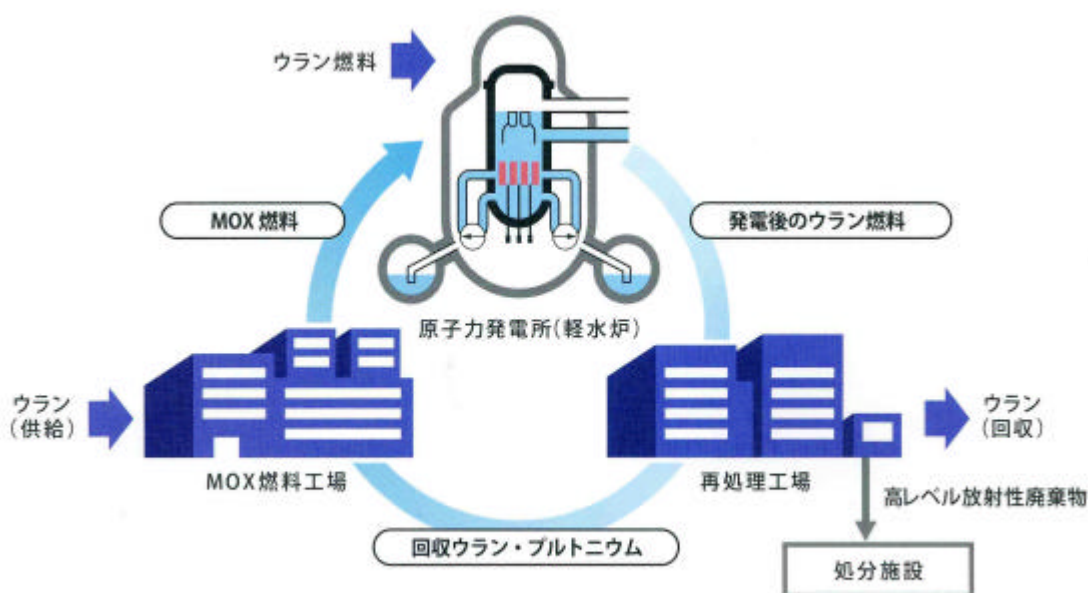 ウラン燃料
MOX 燃料
発電後のウラン燃料
原子力発電所(軽水炉)
ウラン
(供給)
ウラン
(回収)
MOX燃料工場
再処理工場
高レベル放射性廃棄物
回収ウラン・プルトニウム
処分施設